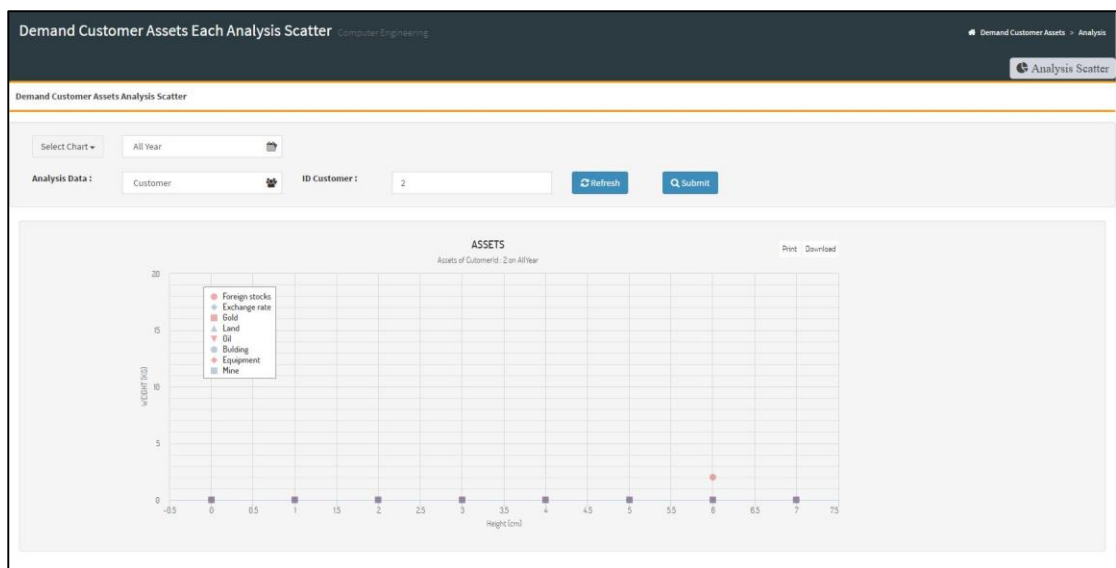 Demand Customer Assets Each Analysis Scatter Computer Engineering
Demand Customer Assets > Analysis
Analysis Scatter
Demand Customer Assets Analysis Scatter
Select Chart
All Year
Analysis Data :
Customer
ID Customer :
2
Refresh
Submit
ASSETS
Assets of CutomerId : 2 on AllYear
Print Download
Foreign stocks
Exchange rate
Gold
Land
Oil
Bulding
Equipment
Mine
WEIGHT (KG)
20
15
10
5
0
-0.5 0 0.5 1 1.5 2 2.5 3 3.5 4 4.5 5 5.5 6 6.5 7 7.5
Height (cm)